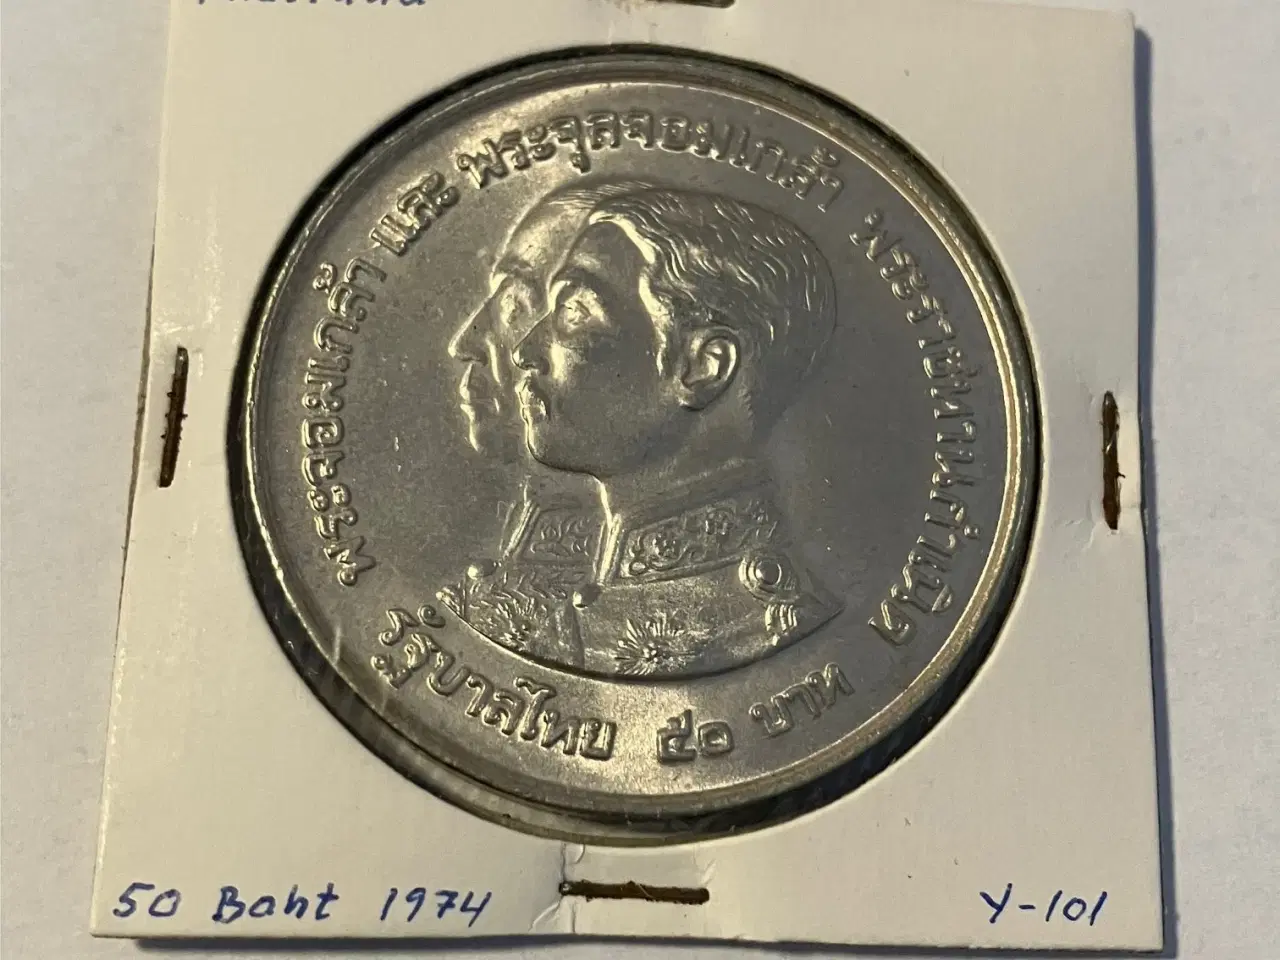 พระจอมเกล้า และ พระจุลจอมเกล้า พระราชทานกำเนิด
รัฐบาลไทย ๕๐ บาท
50 Baht 1974
Y-101